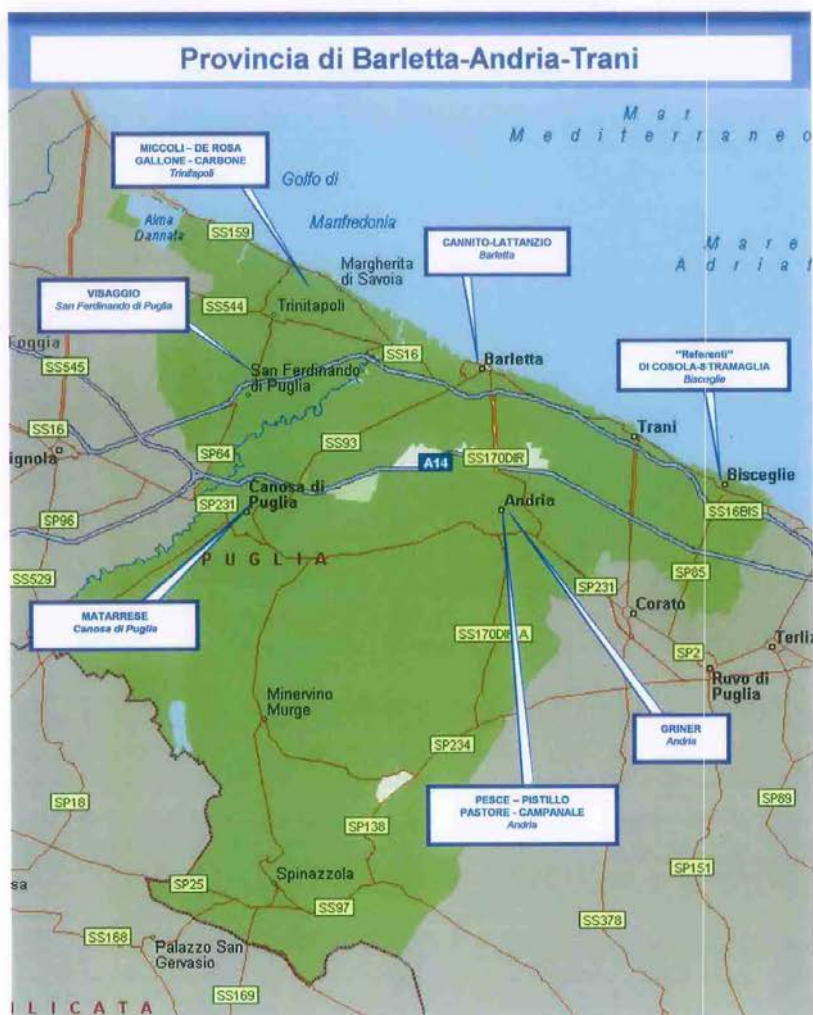 Provincia di Barletta-Andria-Trani
M a r
M e d i t e r r a n e o
MICCOLI – DE ROSA
GALLONE - CARBONE
Trinitapoli
Golfo di
Manfredonia
Alma
Dannata
SS159
CANNITO-LATTANZIO
Barletta
M a r e
A d r i a t
Margherita
di Savoia
VISAGGIO
San Ferdinando di Puglia
SS544
Trinitapoli
Foggia
SS545
San Ferdinando
di Puglia
SS16
Barletta
"Referenti"
DI COSOLA-STRAMAGLIA
Bisceglie
SS16
ignola
SP64
SS93
A14
SS170DIR
Trani
Bisceglie
Canosa di
Puglia
SP231
Andria
SS16BIS
SP96
P U G L I A
SS529
SP231
SP85
Corato
MATARRESE
Canosa di Puglia
SS170DIR A
SP2
Terliz
Ruvo di
Puglia
Minervino
Murge
GRINER
Andria
SP234
SP18
PESCE – PISTILLO
PASTORE - CAMPANALE
Andria
SP89
SP138
SP151
sa
SP25
Spinazzola
SS97
SS378
SS168
Palazzo San
Gervasio
SS169
I L I C A T A